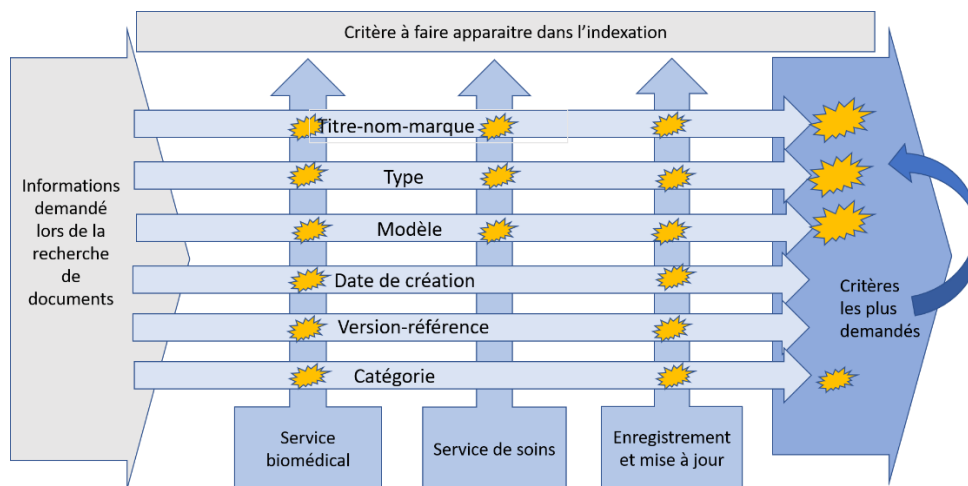 Critère à faire apparaitre dans l'indexation
Informations
demandé
lors de la
recherche
de
documents
Titre-nom-marque
Type
Modèle
Date de création
Version-référence
Catégorie
Critères
les plus
demandés
Service
biomédical
Service de soins
Enregistrement
et mise à jour